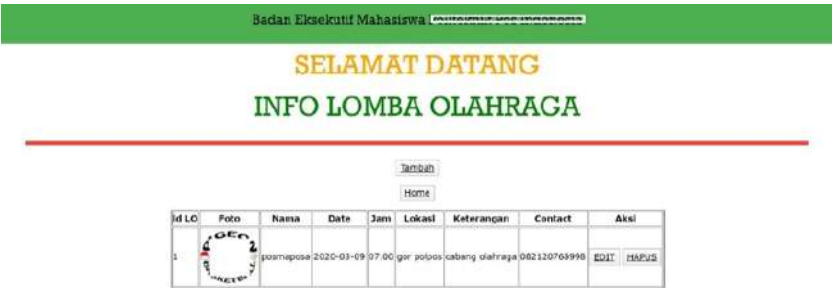 Badan Eksekutif Mahasiswa
SELAMAT DATANG
INFO LOMBA OLAHRAGA
Tambah
Home
Id LO Foto Nama Date Jam Lokasi Keterangan Contact Aksi
1 posmaposa 2020-03-09 07.00 gor polpos cabang olahraga 082120763998 EDIT HAPUS